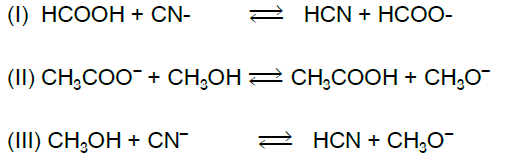 (I) HCOOH + CN- ⇌ HCN + HCOO-
(II) CH₃COO⁻ + CH₃OH ⇌ CH₃COOH + CH₃O⁻
(III) CH₃OH + CN⁻ ⇌ HCN + CH₃O⁻